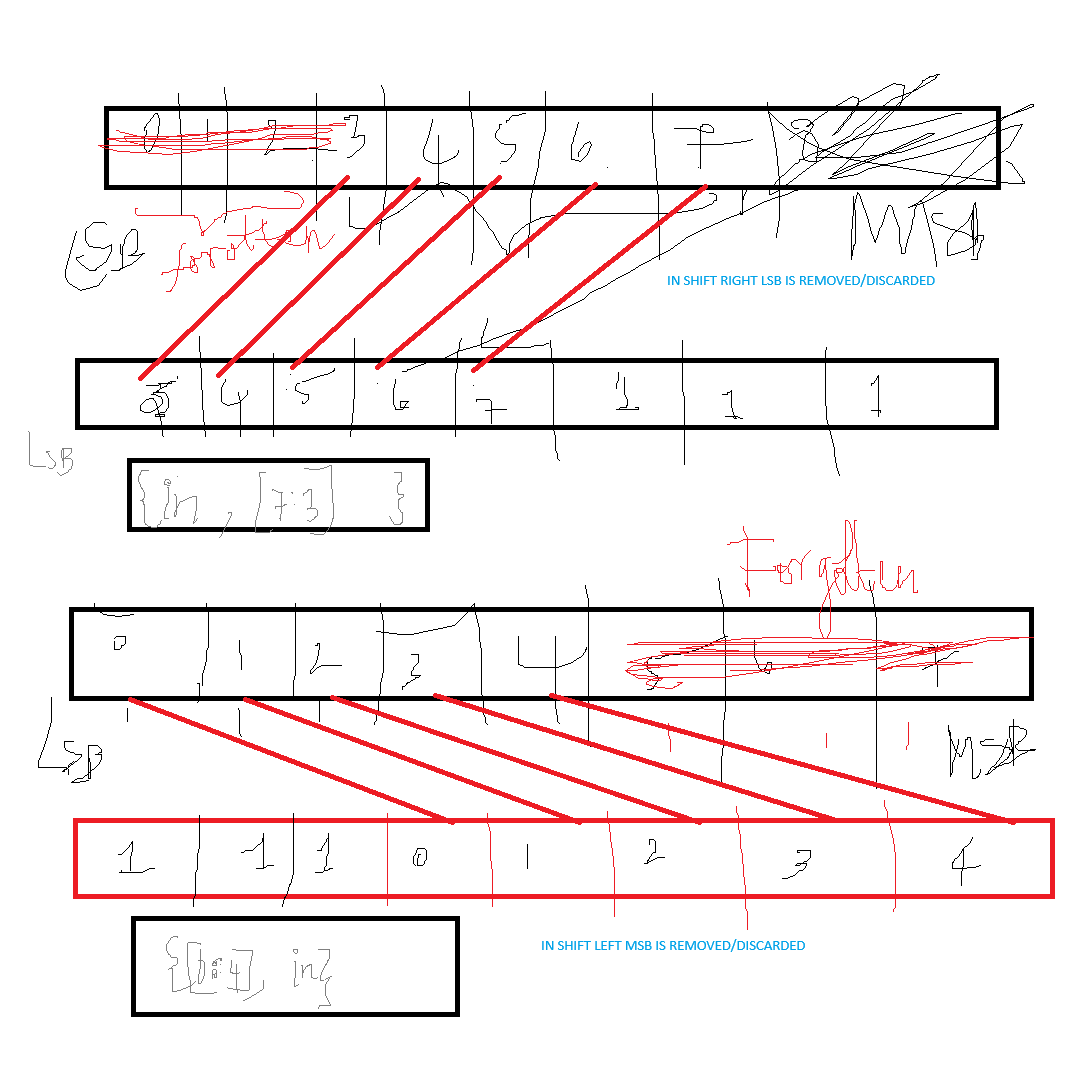 0 1 2 3 4 5 6 7 8
LSB MSB
forgotten
IN SHIFT RIGHT LSB IS REMOVED/DISCARDED
3 4 5 6 7 1 1 1
LSB
{in , [7:3] }
Forgotten
0 1 2 3 4 5 6 7
LSB MSB
1 1 1 0 1 2 3 4
IN SHIFT LEFT MSB IS REMOVED/DISCARDED
{[0:4], in}